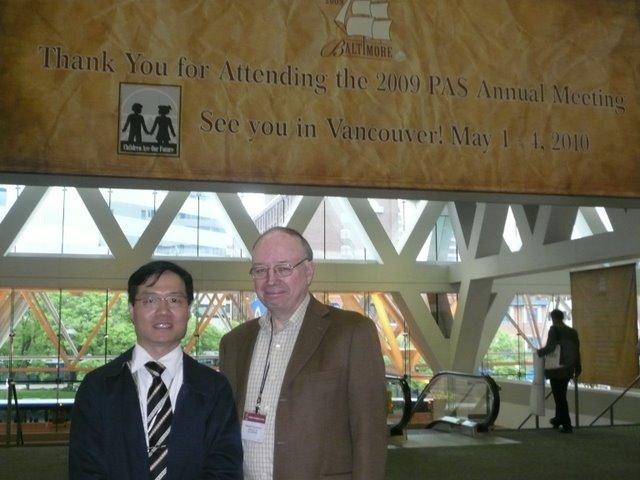 2009
BALTIMORE
Thank You for Attending the 2009 PAS Annual Meeting
See you in Vancouver! May 1 - 4, 2010
Children Are Our Future